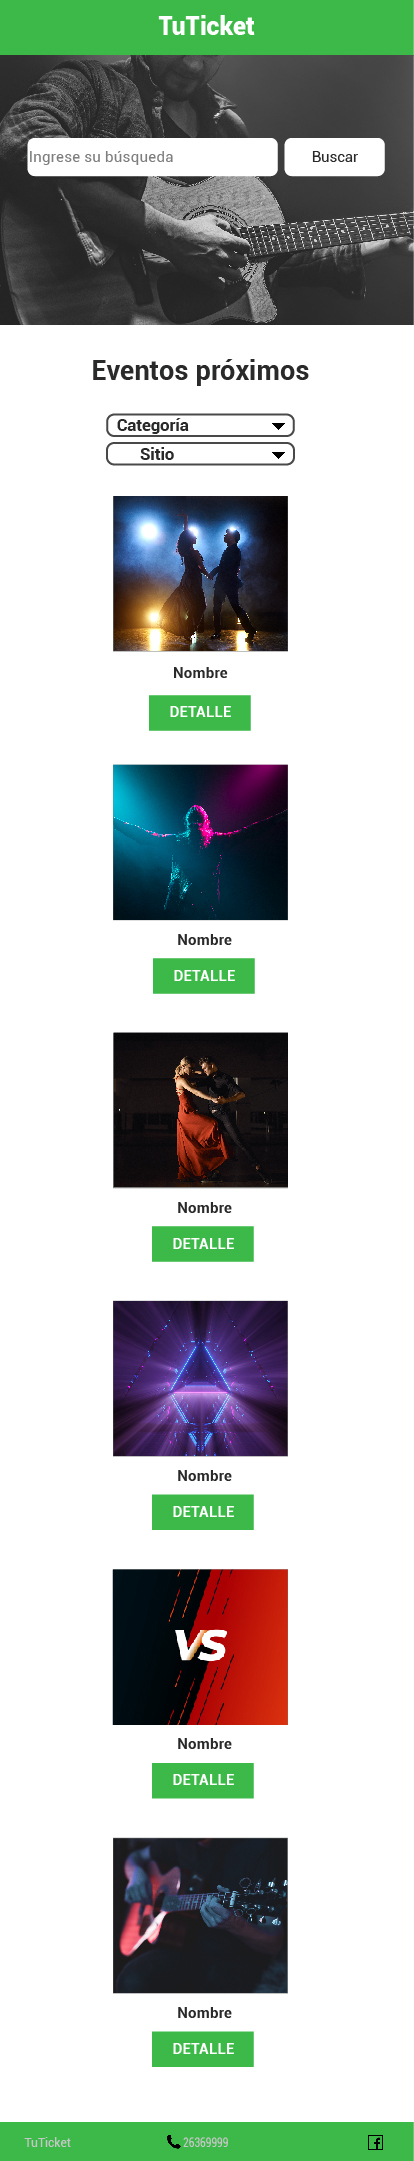 TuTicket
Ingrese su búsqueda
Buscar
Eventos próximos
Categoría
Sitio
Nombre
DETALLE
Nombre
DETALLE
Nombre
DETALLE
Nombre
DETALLE
VS
Nombre
DETALLE
Nombre
DETALLE
TuTicket 26369999